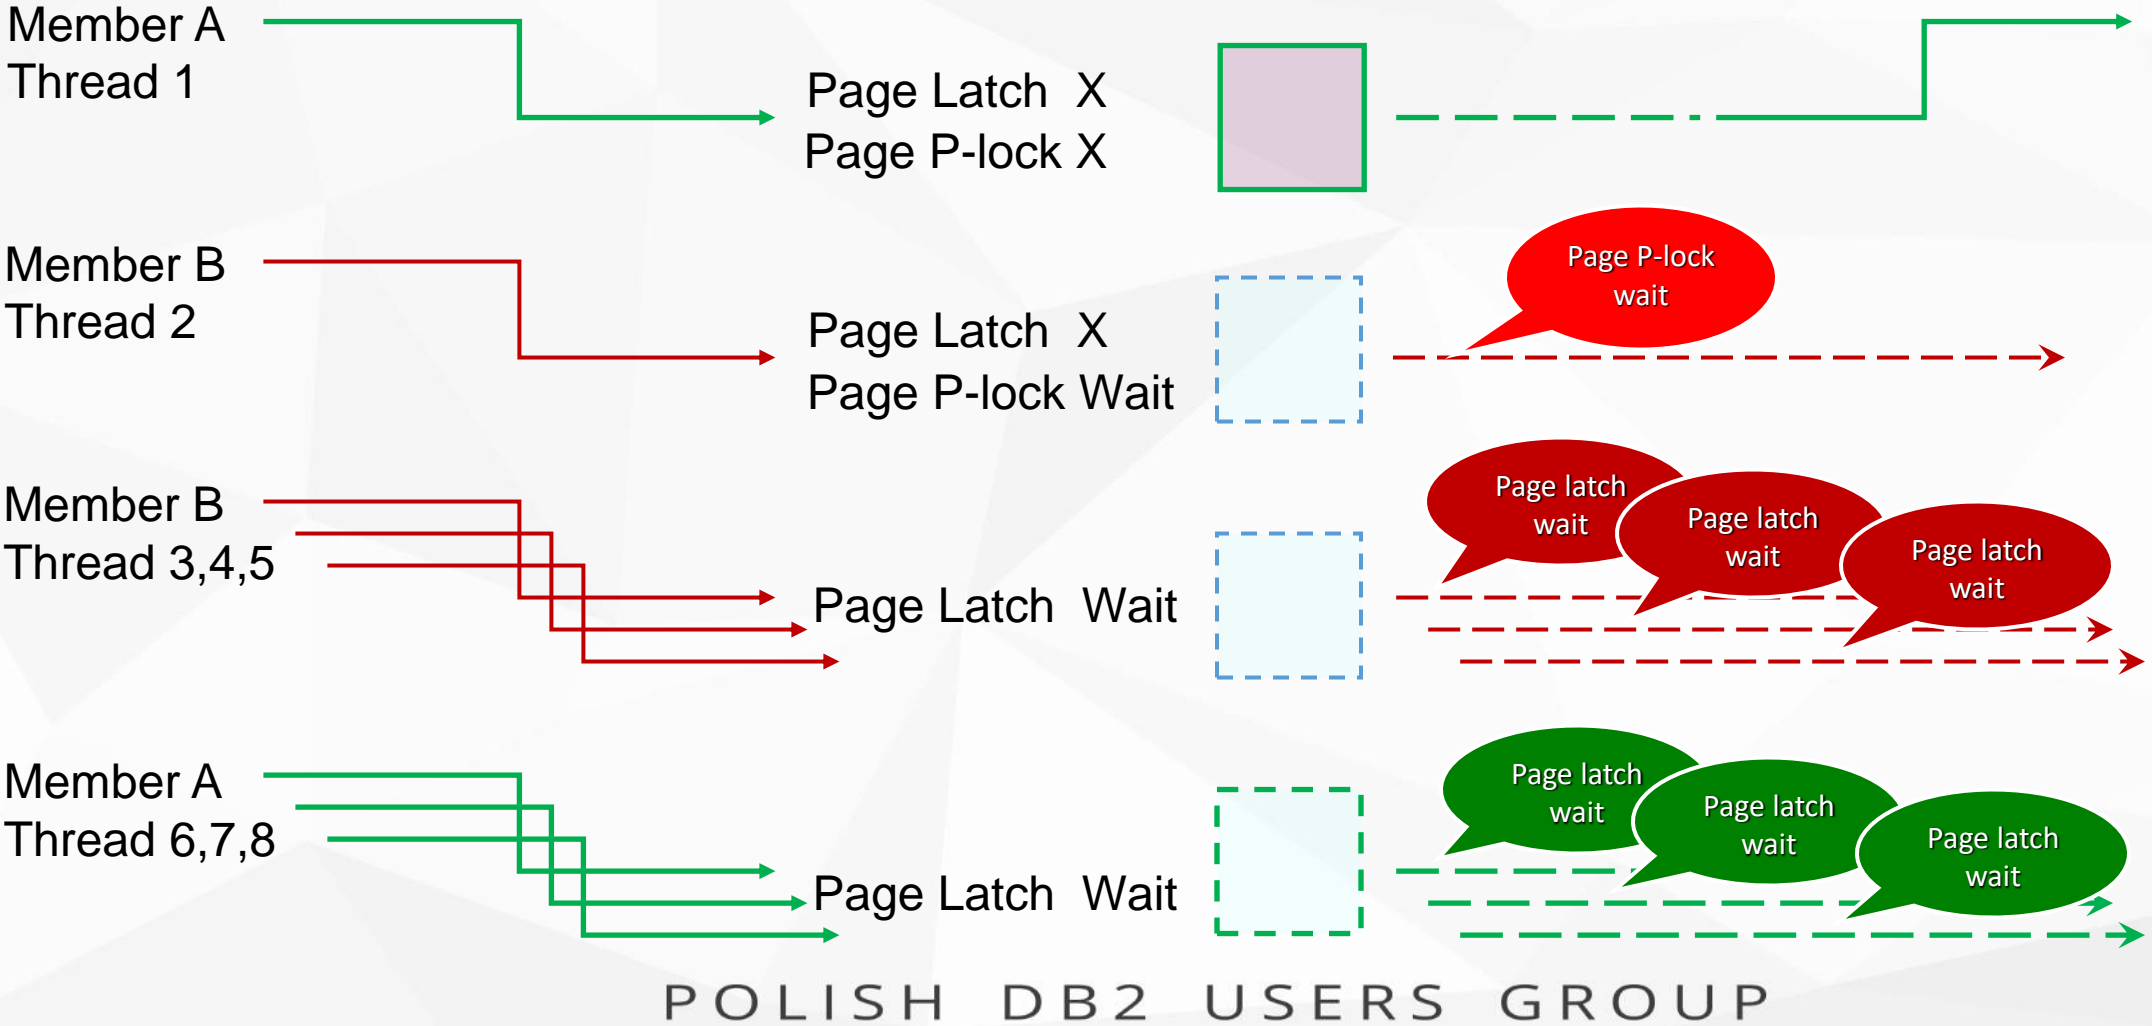 Member A
Thread 1
Page Latch X
Page P-lock X
Member B
Thread 2
Page Latch X
Page P-lock Wait
Page P-lock
wait
Member B
Thread 3,4,5
Page Latch Wait
Page latch
wait
Page latch
wait
Page latch
wait
Member A
Thread 6,7,8
Page Latch Wait
Page latch
wait
Page latch
wait
Page latch
wait
POLISH DB2 USERS GROUP